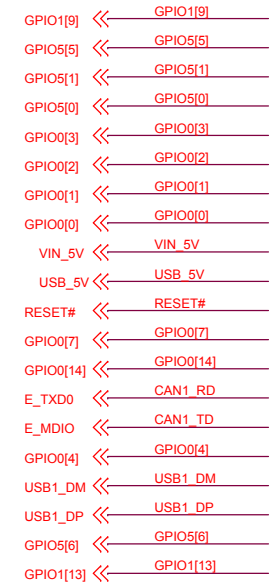 GPIO1[9] GPIO1[9]
GPIO5[5] GPIO5[5]
GPIO5[1] GPIO5[1]
GPIO5[0] GPIO5[0]
GPIO0[3] GPIO0[3]
GPIO0[2] GPIO0[2]
GPIO0[1] GPIO0[1]
GPIO0[0] GPIO0[0]
VIN_5V VIN_5V
USB_5V USB_5V
RESET# RESET#
GPIO0[7] GPIO0[7]
GPIO0[14] GPIO0[14]
E_TXD0 CAN1_RD
E_MDIO CAN1_TD
GPIO0[4] GPIO0[4]
USB1_DM USB1_DM
USB1_DP USB1_DP
GPIO5[6] GPIO5[6]
GPIO1[13] GPIO1[13]